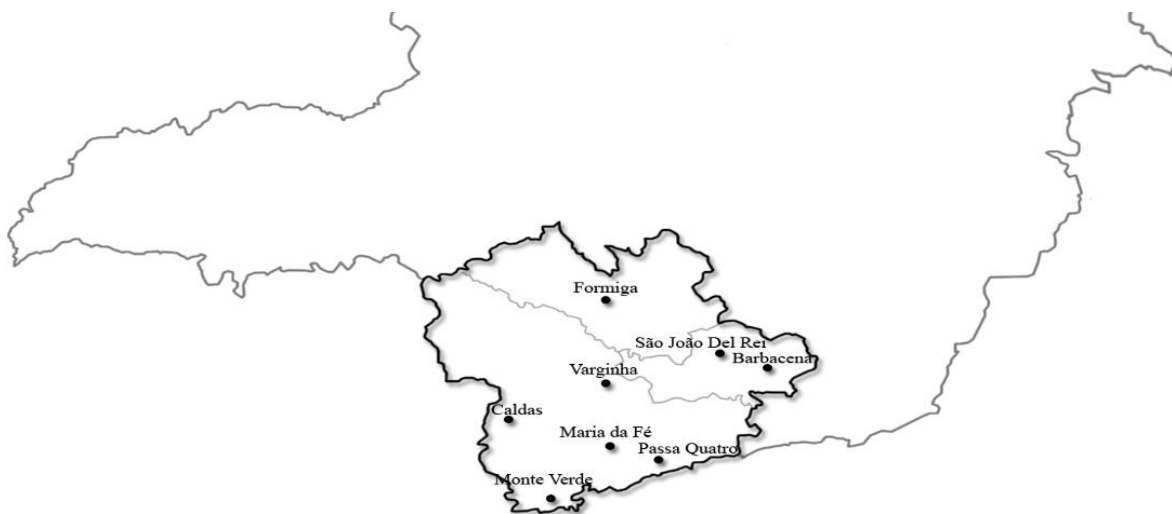 Formiga
São João Del Rei
Barbacena
Varginha
Caldas
Maria da Fé
Passa Quatro
Monte Verde